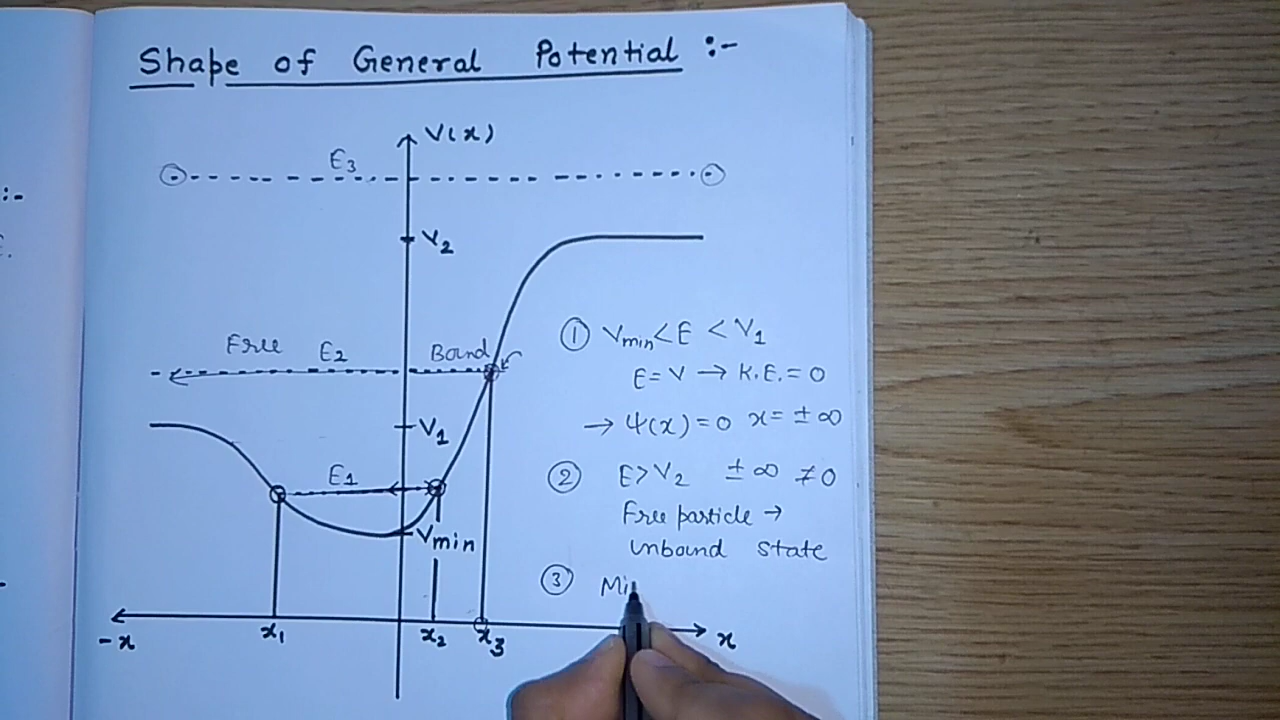 Shape of General Potential :-
V(x)
E3
V2
Free E2 Bound
V1
E1
Vmin
-x x1 x2 x3 x
① Vmin<E <V1
E=V → K.E.=0
→ Ψ(x)=0 x=±∞
② E>V2 ±∞ ≠0
Free particle →
Unbound state
③ Mi
:-